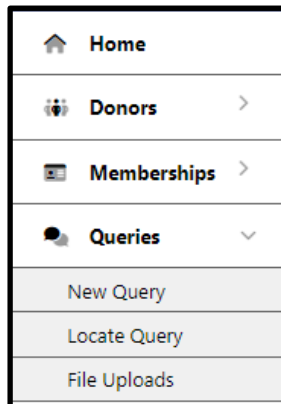 Home
Donors
Memberships
Queries
New Query
Locate Query
File Uploads